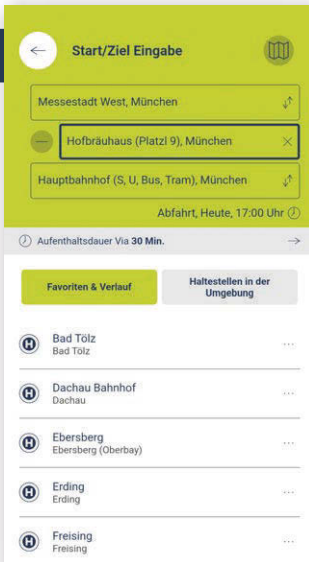 Start/Ziel Eingabe
Messestadt West, München
Hofbräuhaus (Platzl 9), München
Hauptbahnhof (S, U, Bus, Tram), München
Abfahrt, Heute, 17:00 Uhr
Aufenthaltsdauer Via 30 Min.
Favoriten & Verlauf
Haltestellen in der
Umgebung
H
Bad Tölz
Bad Tölz
H
Dachau Bahnhof
Dachau
H
Ebersberg
Ebersberg (Oberbay)
H
Erding
Erding
H
Freising
Freising